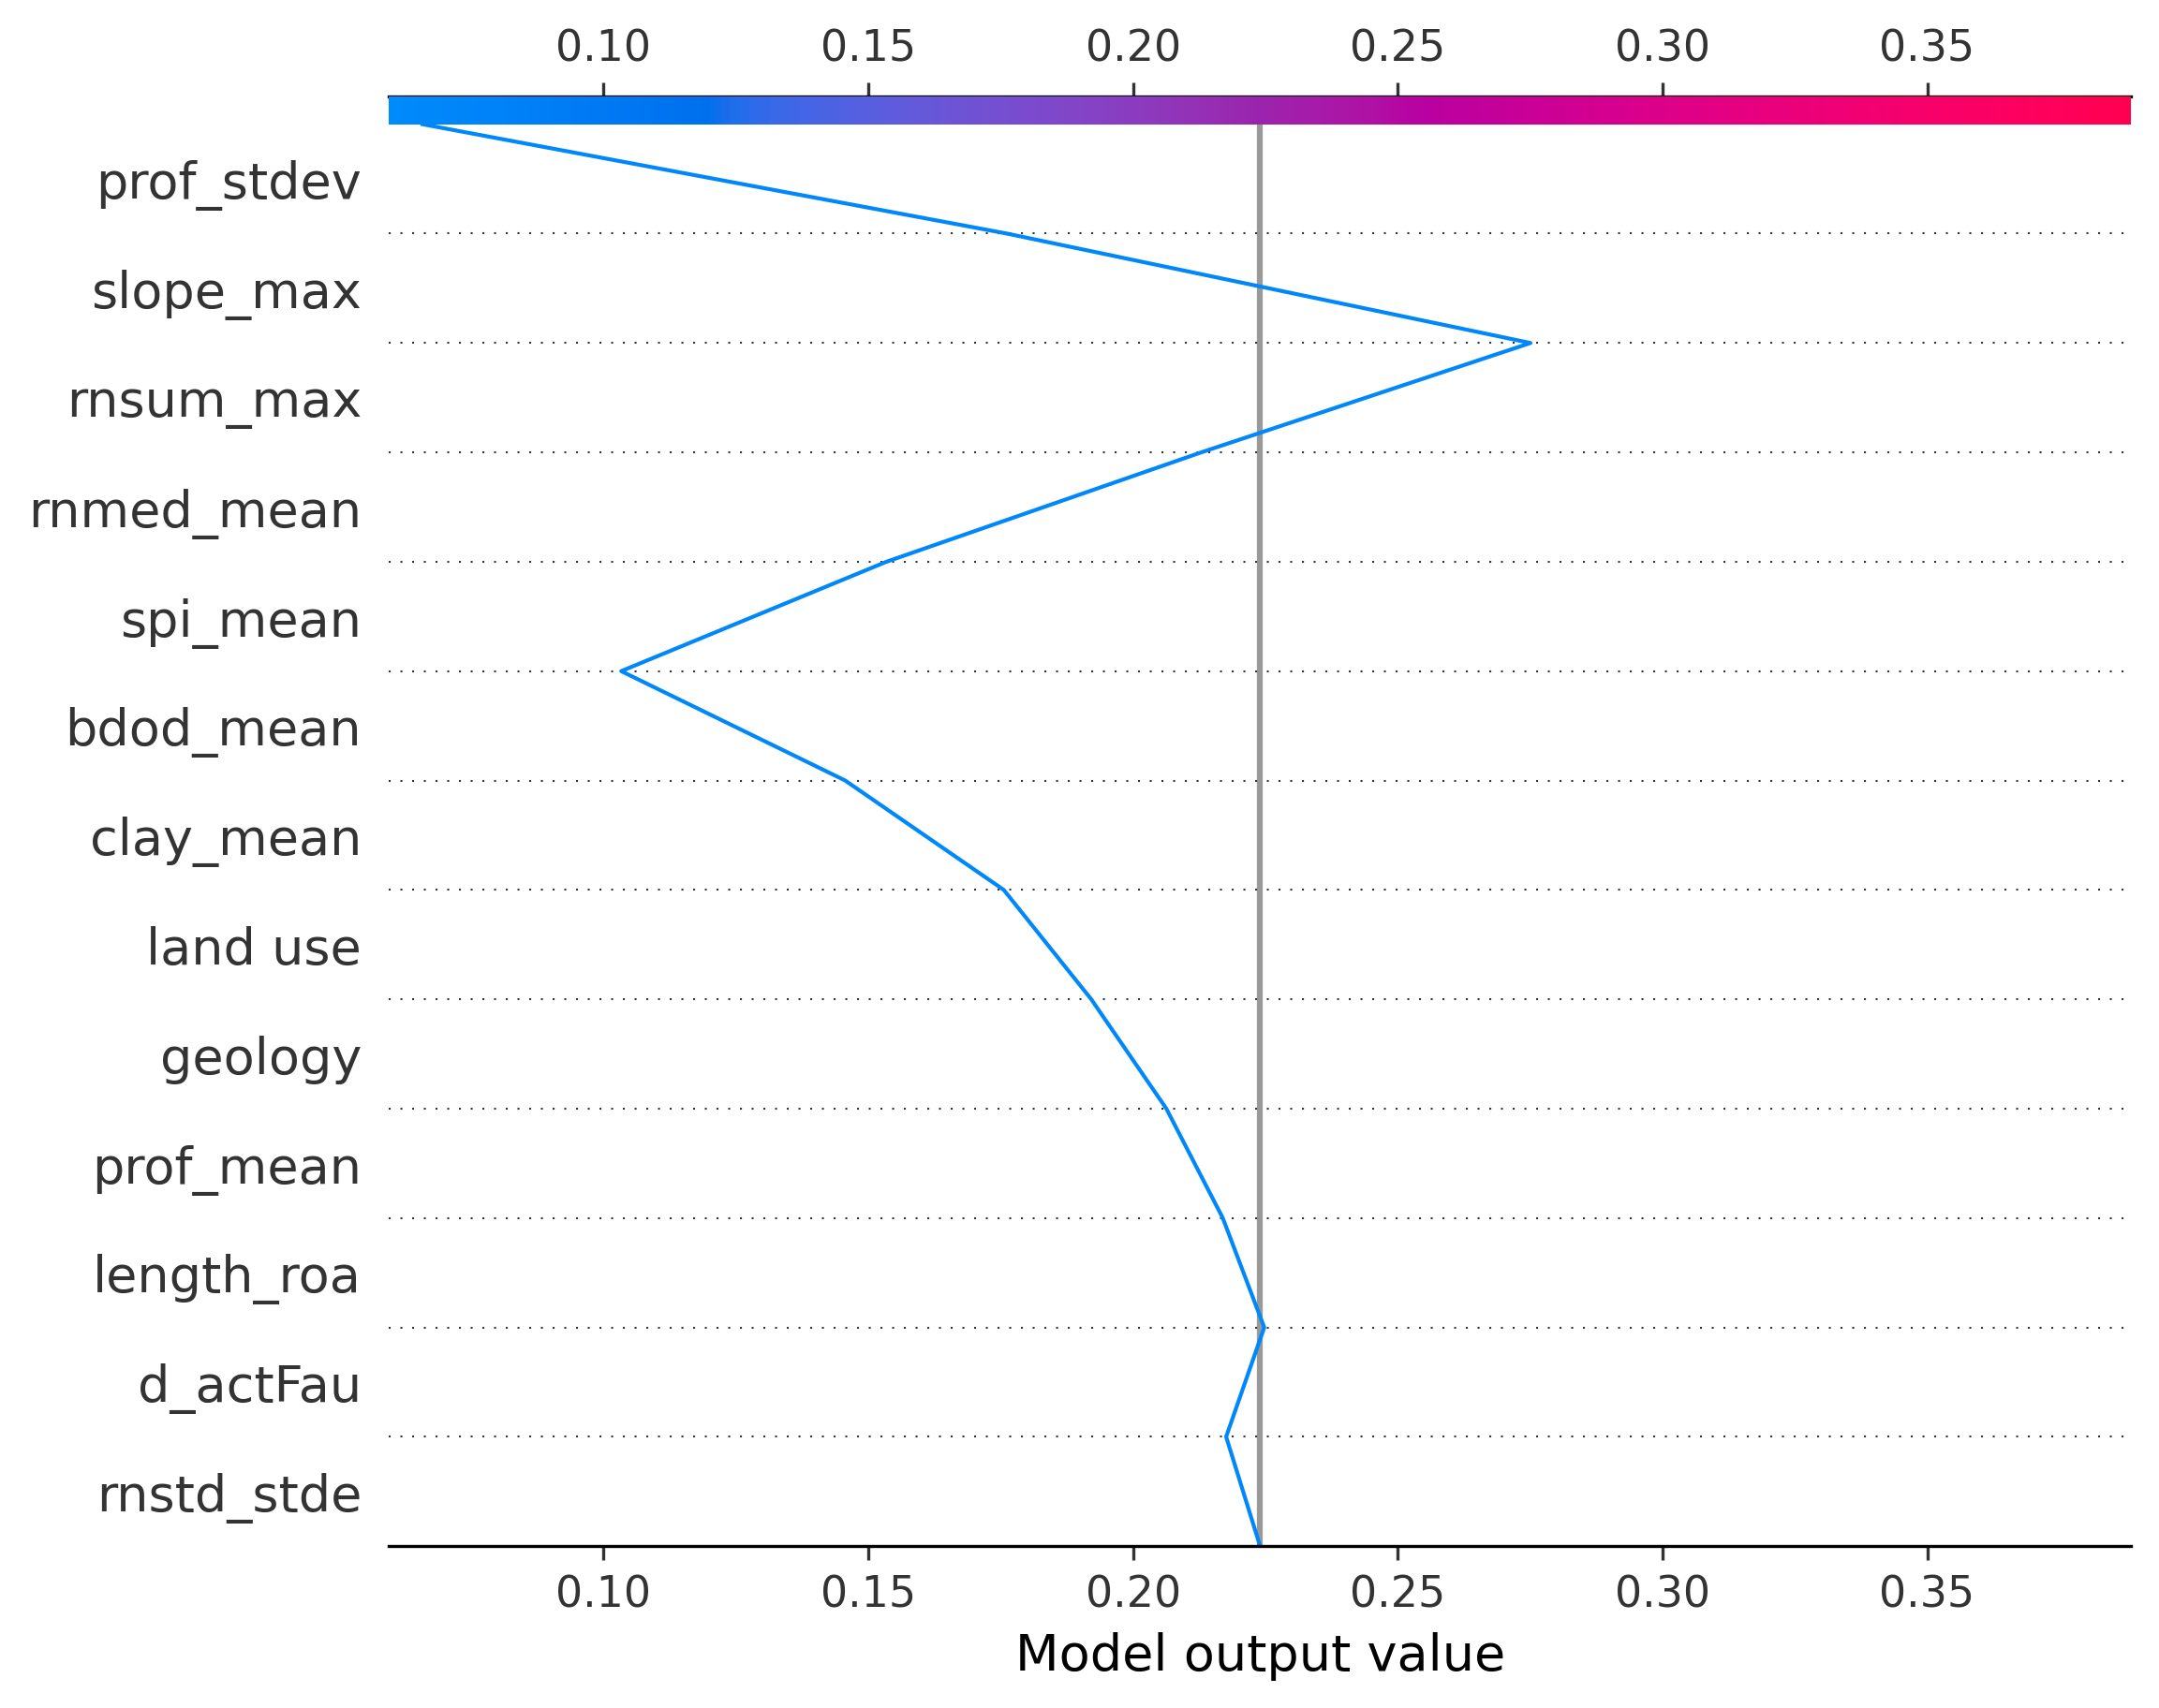 0.10 0.15 0.20 0.25 0.30 0.35
prof_stdev
slope_max
rnsum_max
rnmed_mean
spi_mean
bdod_mean
clay_mean
land use
geology
prof_mean
length_roa
d_actFau
rnstd_stde
0.10 0.15 0.20 0.25 0.30 0.35
Model output value